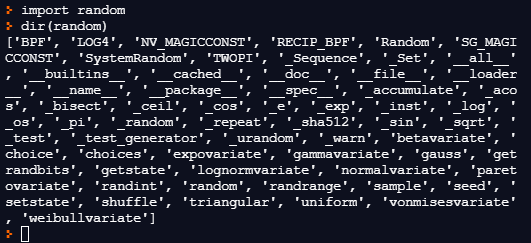 > import random
> dir(random)
['BPF', 'LOG4', 'NV_MAGICCONST', 'RECIP_BPF', 'Random', 'SG_MAGI
CCONST', 'SystemRandom', 'TWOPI', '_Sequence', '_Set', '__all__'
, '__builtins__', '__cached__', '__doc__', '__file__', '__loader
__', '__name__', '__package__', '__spec__', '_accumulate', '_aco
s', '_bisect', '_ceil', '_cos', '_e', '_exp', '_inst', '_log', '
_os', '_pi', '_random', '_repeat', '_sha512', '_sin', '_sqrt', '
_test', '_test_generator', '_urandom', '_warn', 'betavariate', '
choice', 'choices', 'expovariate', 'gammavariate', 'gauss', 'get
randbits', 'getstate', 'lognormvariate', 'normalvariate', 'paret
ovariate', 'randint', 'random', 'randrange', 'sample', 'seed', '
setstate', 'shuffle', 'triangular', 'uniform', 'vonmisesvariate'
, 'weibullvariate']
>